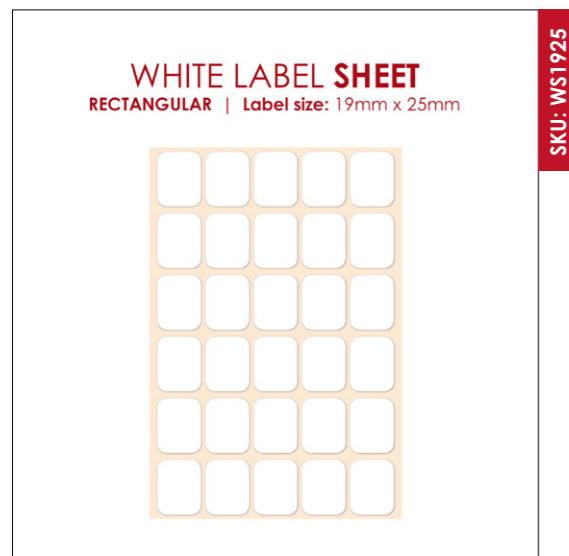 WHITE LABEL SHEET
RECTANGULAR | Label size: 19mm x 25mm
SKU: WS1925